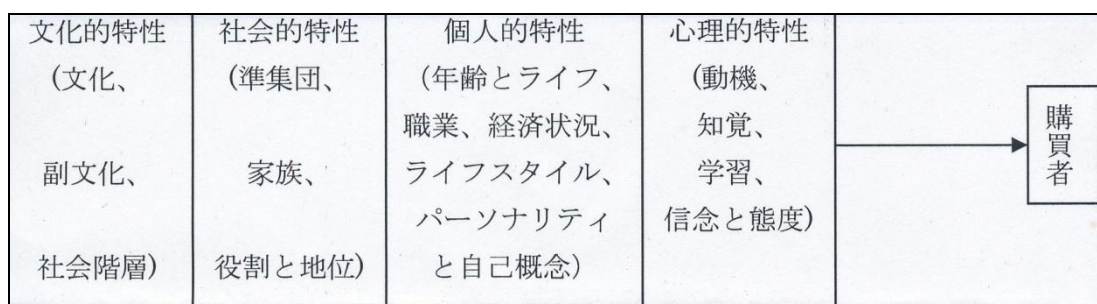 文化的特性
(文化、
副文化、
社会階層)
社会的特性
(準集団、
家族、
役割と地位)
個人的特性
(年齢とライフ、
職業、経済状況、
ライフスタイル、
パーソナリティ
と自己概念)
心理的特性
(動機、
知覚、
学習、
信念と態度)
購買者